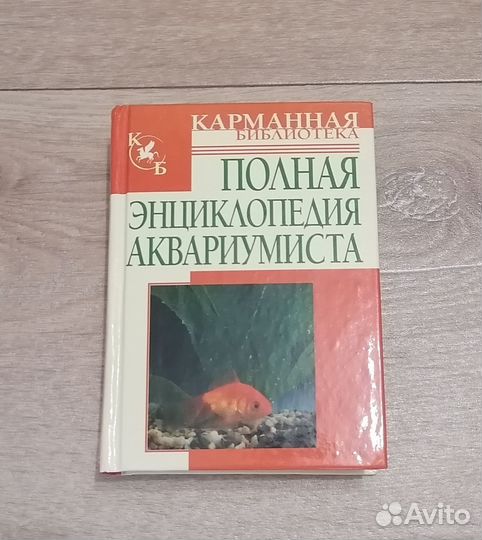 КАРМАННАЯ
БИБЛИОТЕКА
К
Б
ПОЛНАЯ
ЭНЦИКЛОПЕДИЯ
АКВАРИУМИСТА
Avito